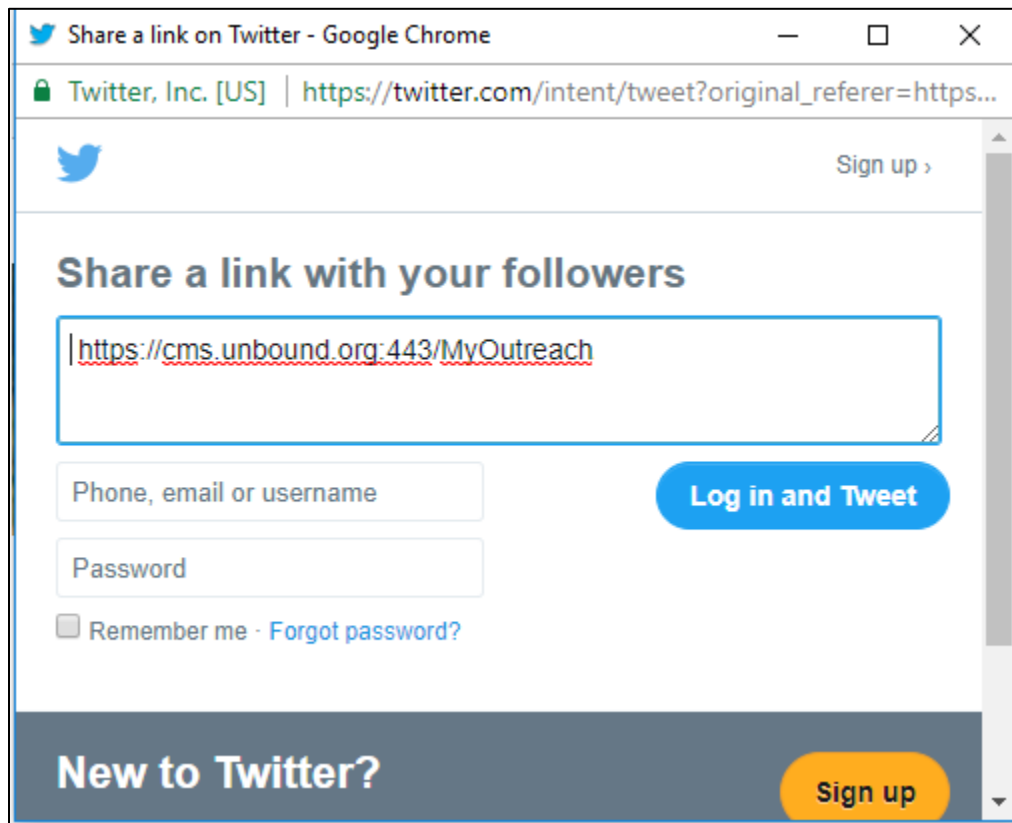 Share a link on Twitter - Google Chrome
Twitter, Inc. [US] | https://twitter.com/intent/tweet?original_referer=https...
Sign up ›
Share a link with your followers
https://cms.unbound.org:443/MyOutreach
Phone, email or username
Log in and Tweet
Password
Remember me · Forgot password?
New to Twitter?
Sign up